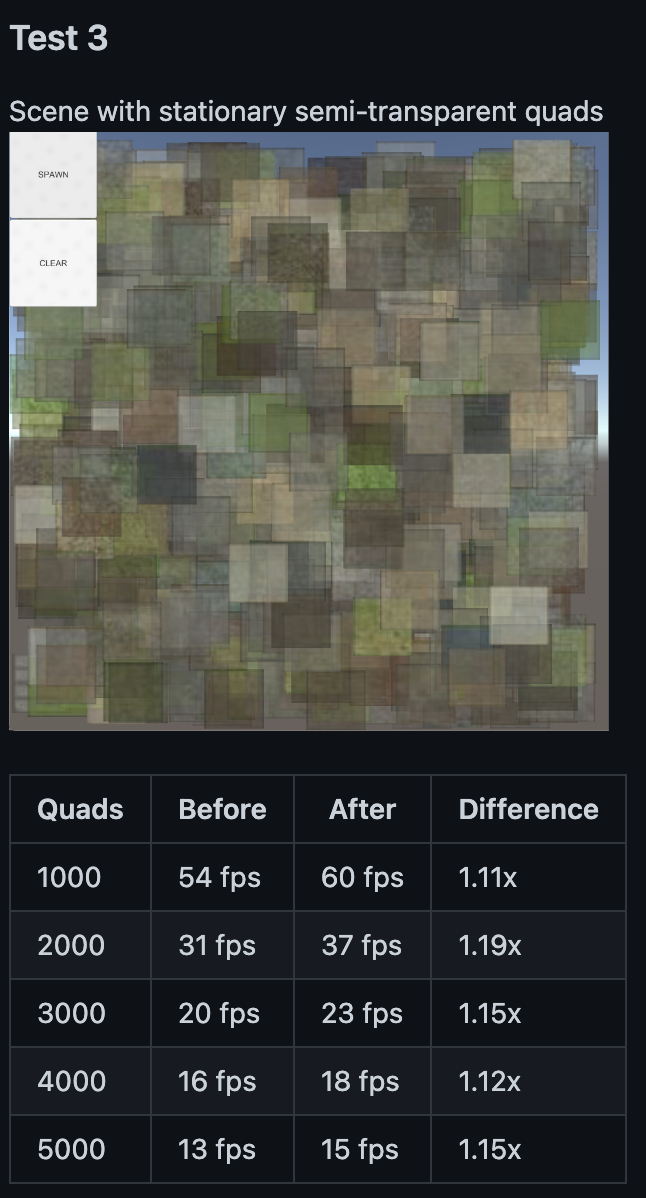 Test 3
Scene with stationary semi-transparent quads
SPAWN
CLEAR
Quads Before After Difference
1000 54 fps 60 fps 1.11x
2000 31 fps 37 fps 1.19x
3000 20 fps 23 fps 1.15x
4000 16 fps 18 fps 1.12x
5000 13 fps 15 fps 1.15x